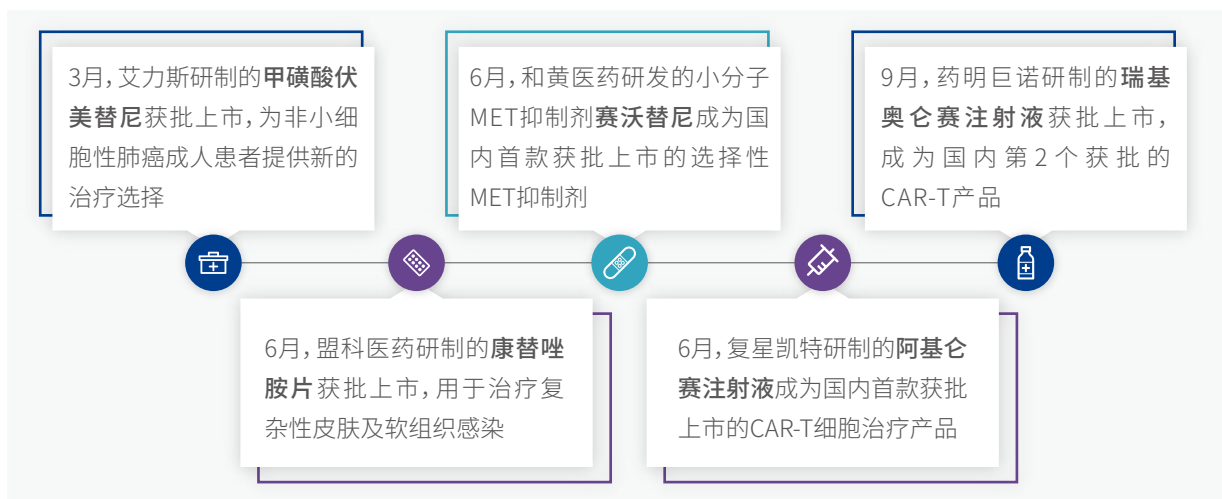 3月，艾力斯研制的甲磺酸伏
美替尼获批上市，为非小细
胞性肺癌成人患者提供新的
治疗选择
6月，盟科医药研制的康替唑
胺片获批上市，用于治疗复
杂性皮肤及软组织感染
6月，和黄医药研发的小分子
MET抑制剂赛沃替尼成为国
内首款获批上市的选择性
MET抑制剂
6月，复星凯特研制的阿基仑
赛注射液成为国内首款获批
上市的CAR-T细胞治疗产品
9月，药明巨诺研制的瑞基
奥仑赛注射液获批上市，
成为国内第2个获批的
CAR-T产品